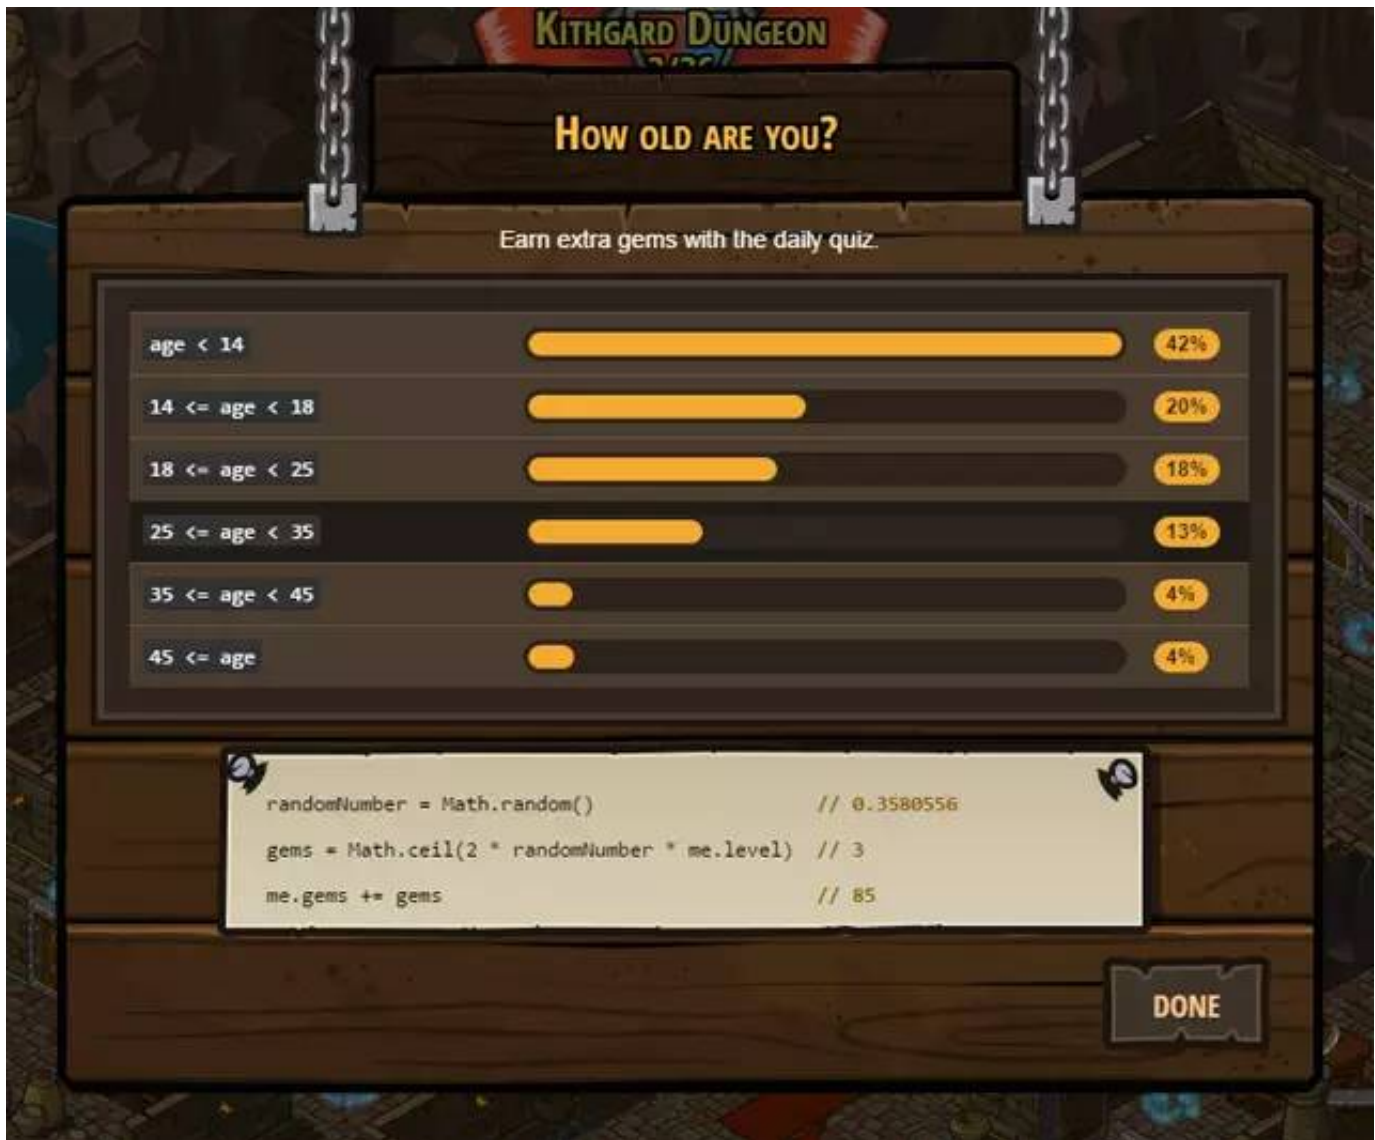 KITHGARD DUNGEON
HOW OLD ARE YOU?
Earn extra gems with the daily quiz.
age < 14 42%
14 <= age < 18 20%
18 <= age < 25 18%
25 <= age < 35 13%
35 <= age < 45 4%
45 <= age 4%
randomNumber = Math.random() // 0.3580556
gems = Math.ceil(2 * randomNumber * me.level) // 3
me.gems += gems // 85
DONE